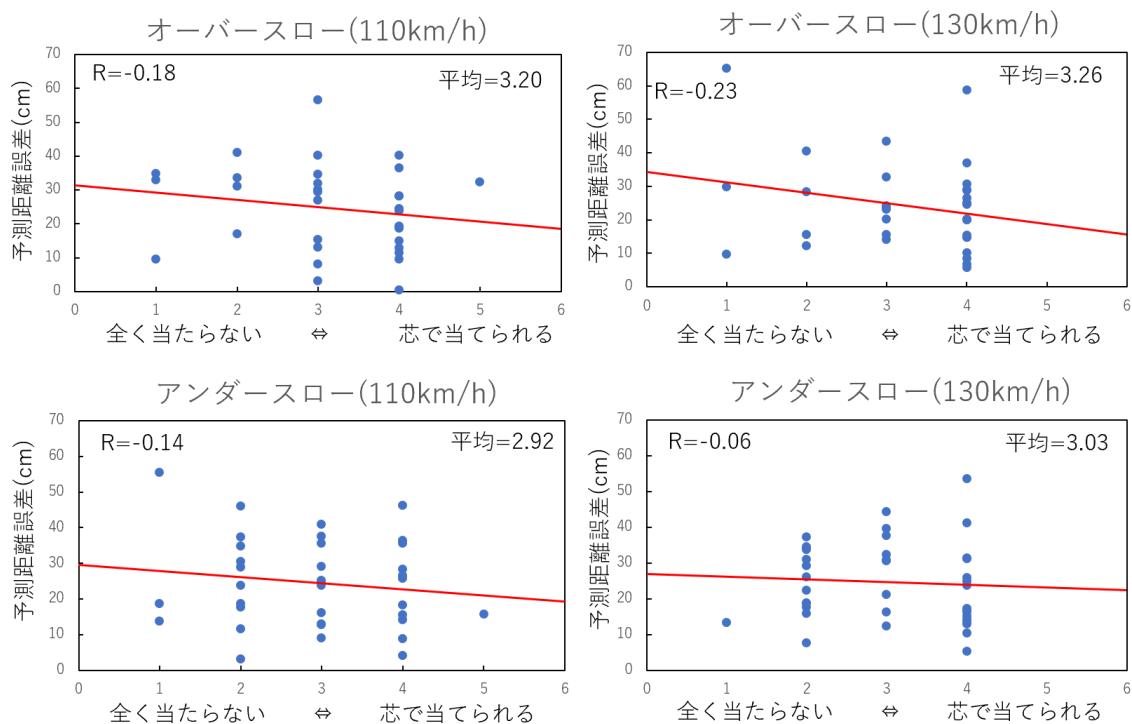 オーバースロー(110km/h)
R=-0.18
平均=3.20
予測距離誤差(cm)
70
60
50
40
30
20
10
0
0 1 2 3 4 5 6
全く当たらない ⇔ 芯で当てられる
オーバースロー(130km/h)
R=-0.23
平均=3.26
予測距離誤差(cm)
70
60
50
40
30
20
10
0
0 1 2 3 4 5 6
全く当たらない ⇔ 芯で当てられる
アンダースロー(110km/h)
R=-0.14
平均=2.92
予測距離誤差(cm)
70
60
50
40
30
20
10
0
0 1 2 3 4 5 6
全く当たらない ⇔ 芯で当てられる
アンダースロー(130km/h)
R=-0.06
平均=3.03
予測距離誤差(cm)
70
60
50
40
30
20
10
0
0 1 2 3 4 5 6
全く当たらない ⇔ 芯で当てられる